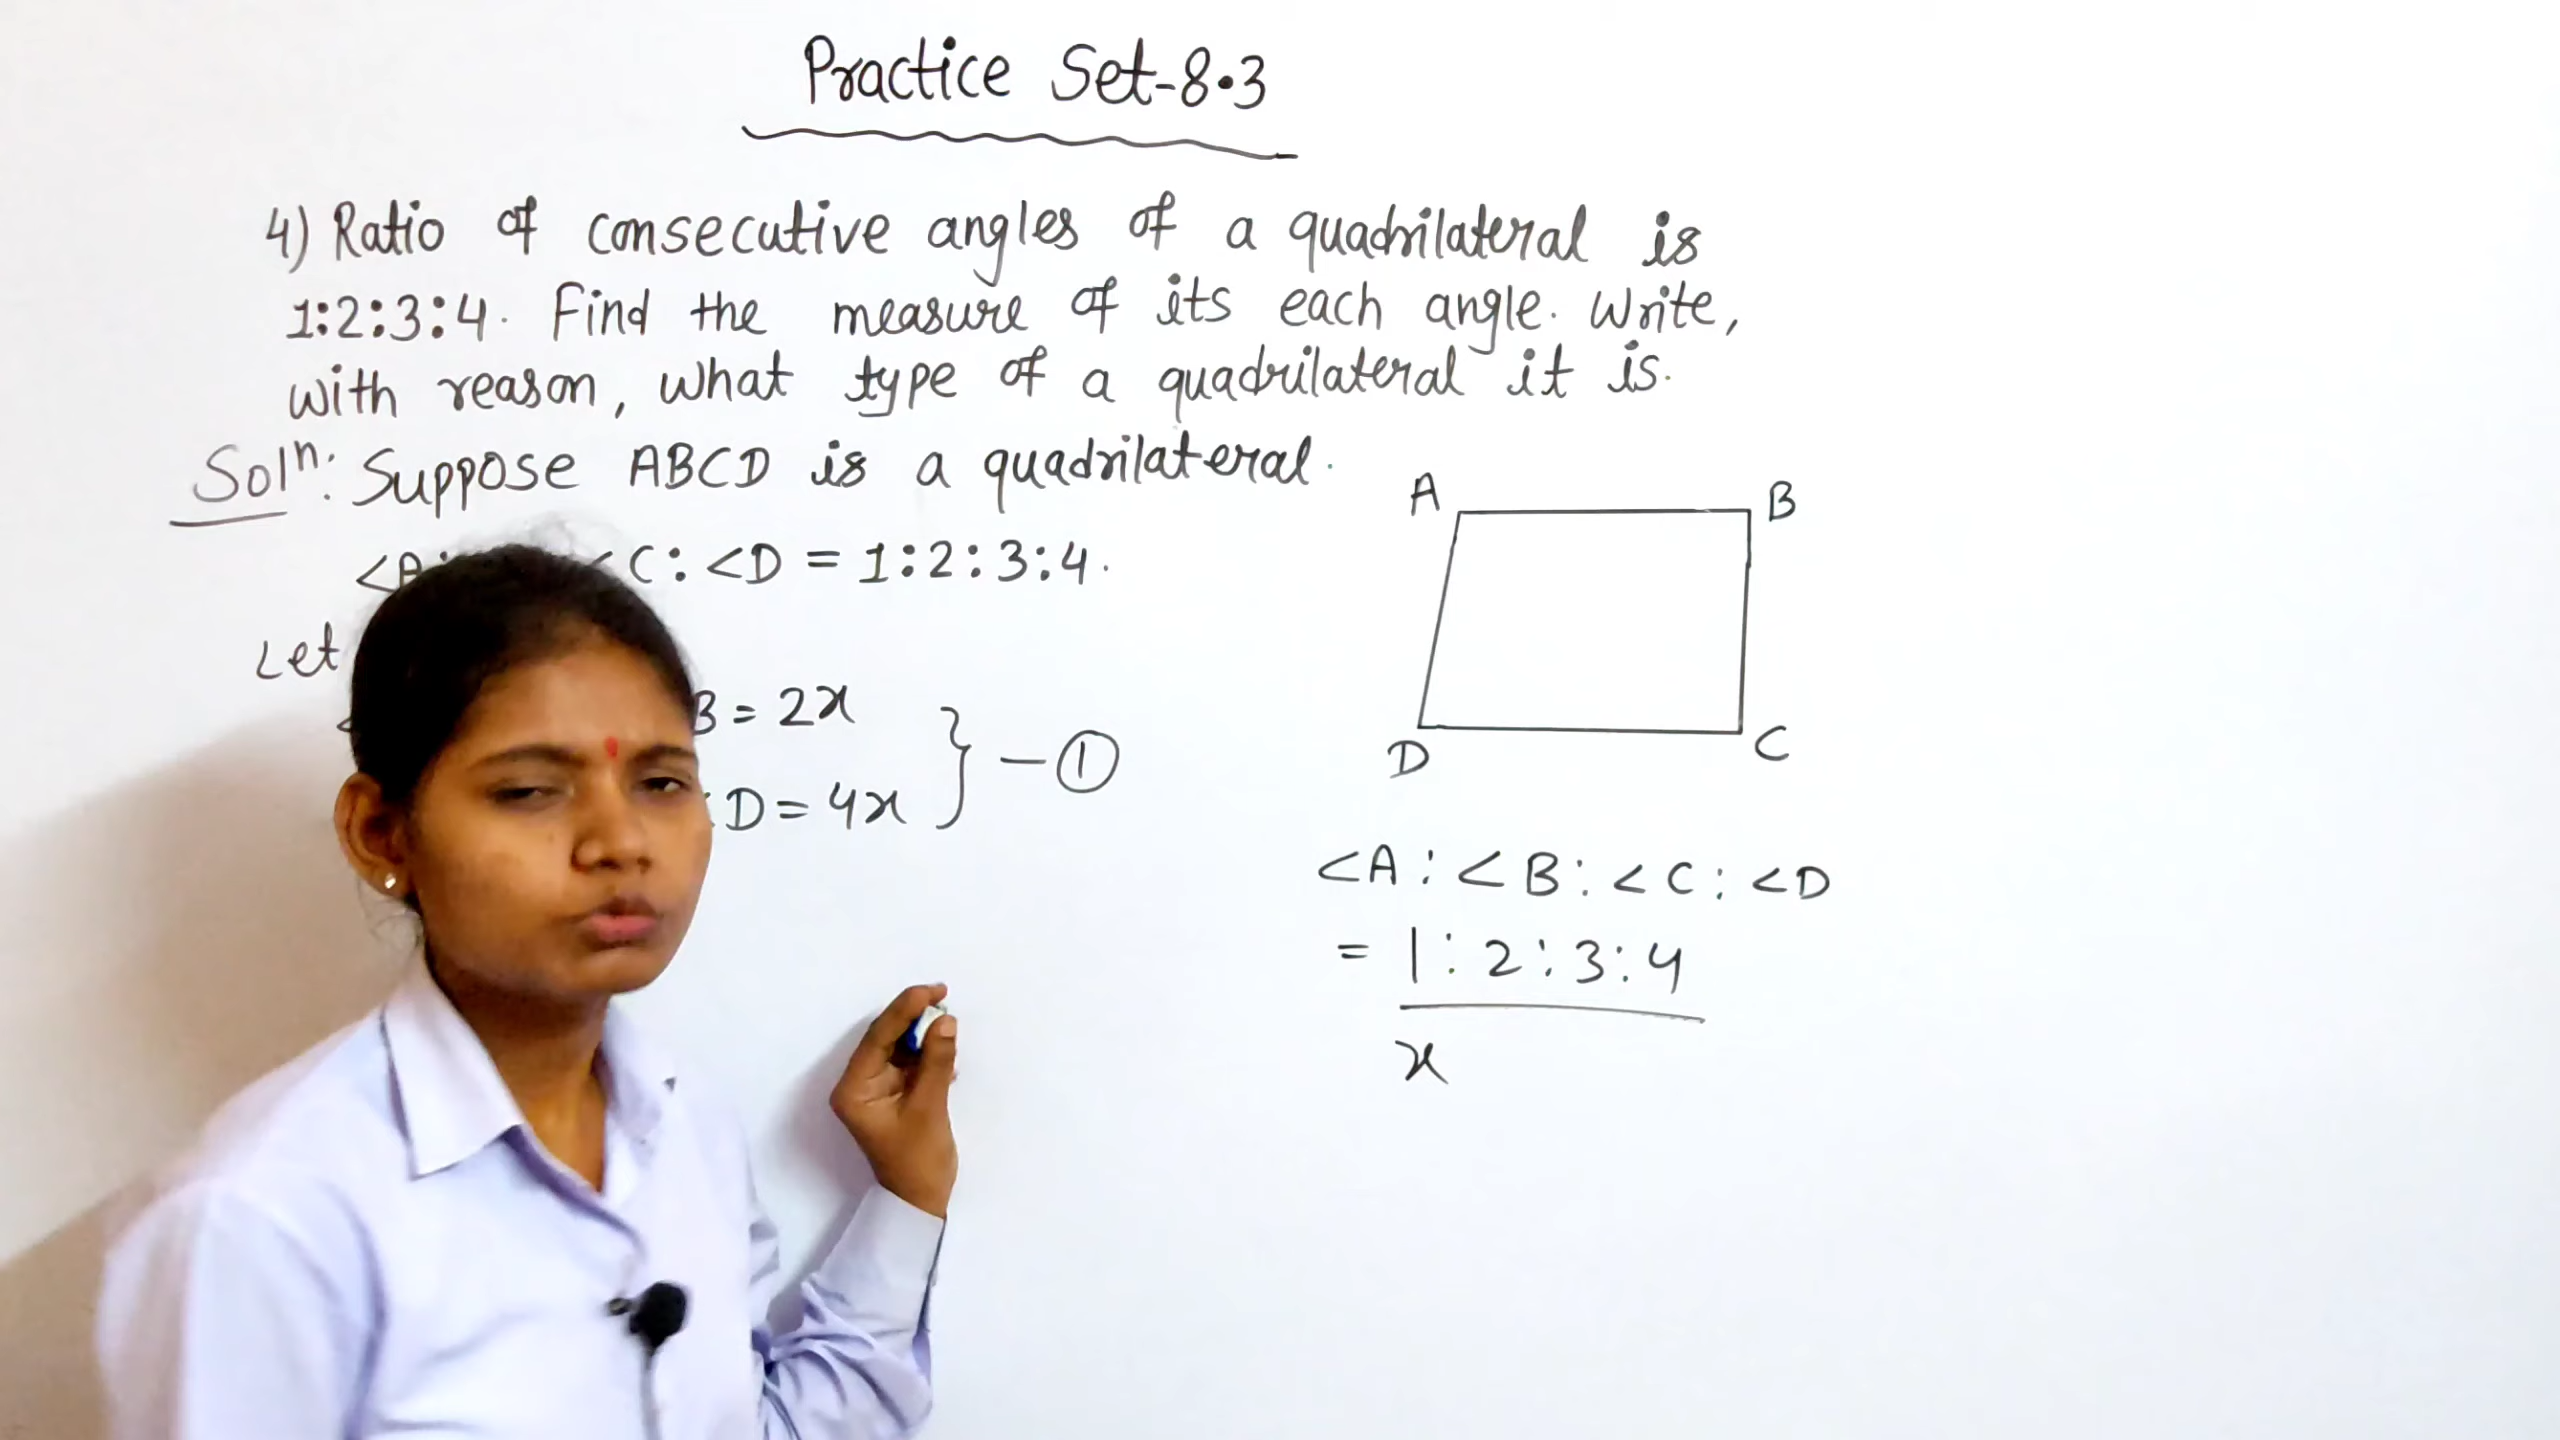 Practice Set-8.3
4) Ratio of consecutive angles of a quadrilateral is
1:2:3:4. Find the measure of its each angle. Write,
with reason, what type of a quadrilateral it is.
Solⁿ: Suppose ABCD is a quadrilateral.
<A: C: <D = 1:2:3:4.
Let
B = 2x
D = 4x } — ①
A B
D C
<A : <B : <C : <D
= 1 : 2 : 3 : 4
x